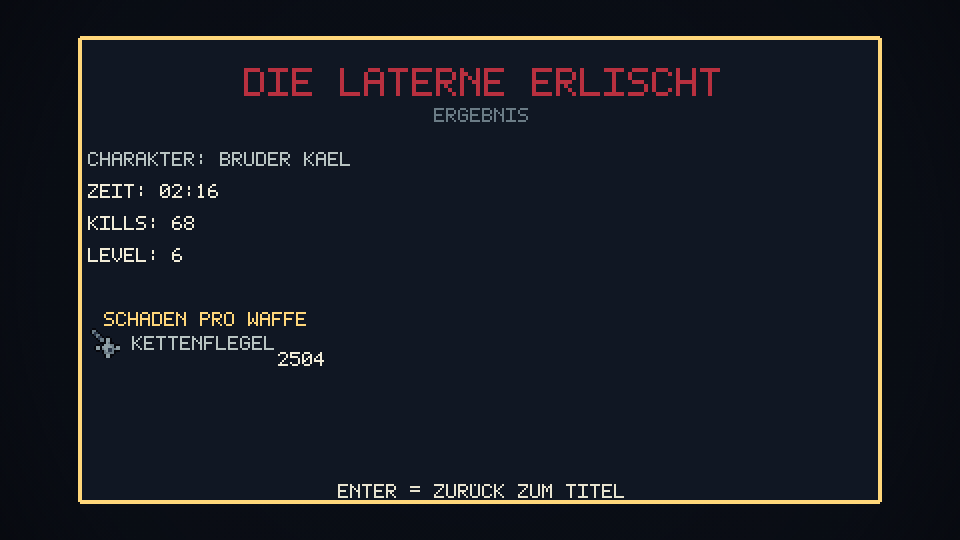 DIE LATERNE ERLISCHT
ERGEBNIS
CHARAKTER: BRUDER KAEL
ZEIT: 02:16
KILLS: 68
LEVEL: 6
SCHADEN PRO WAFFE
KETTENFLEGEL
2504
ENTER = ZURÜCK ZUM TITEL